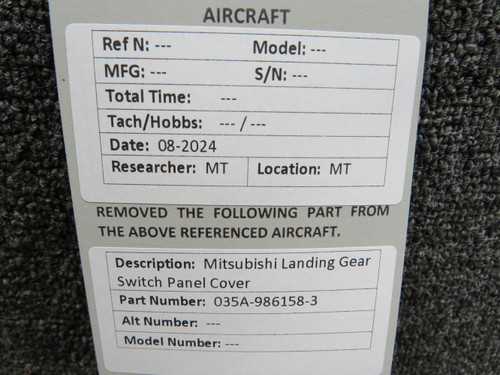 AIRCRAFT
Ref N: --- Model: ---
MFG: --- S/N: ---
Total Time: ---
Tach/Hobbs: --- / ---
Date: 08-2024
Researcher: MT Location: MT
REMOVED THE FOLLOWING PART FROM
THE ABOVE REFERENCED AIRCRAFT.
Description: Mitsubishi Landing Gear
Switch Panel Cover
Part Number: 035A-986158-3
Alt Number: ---
Model Number: ---